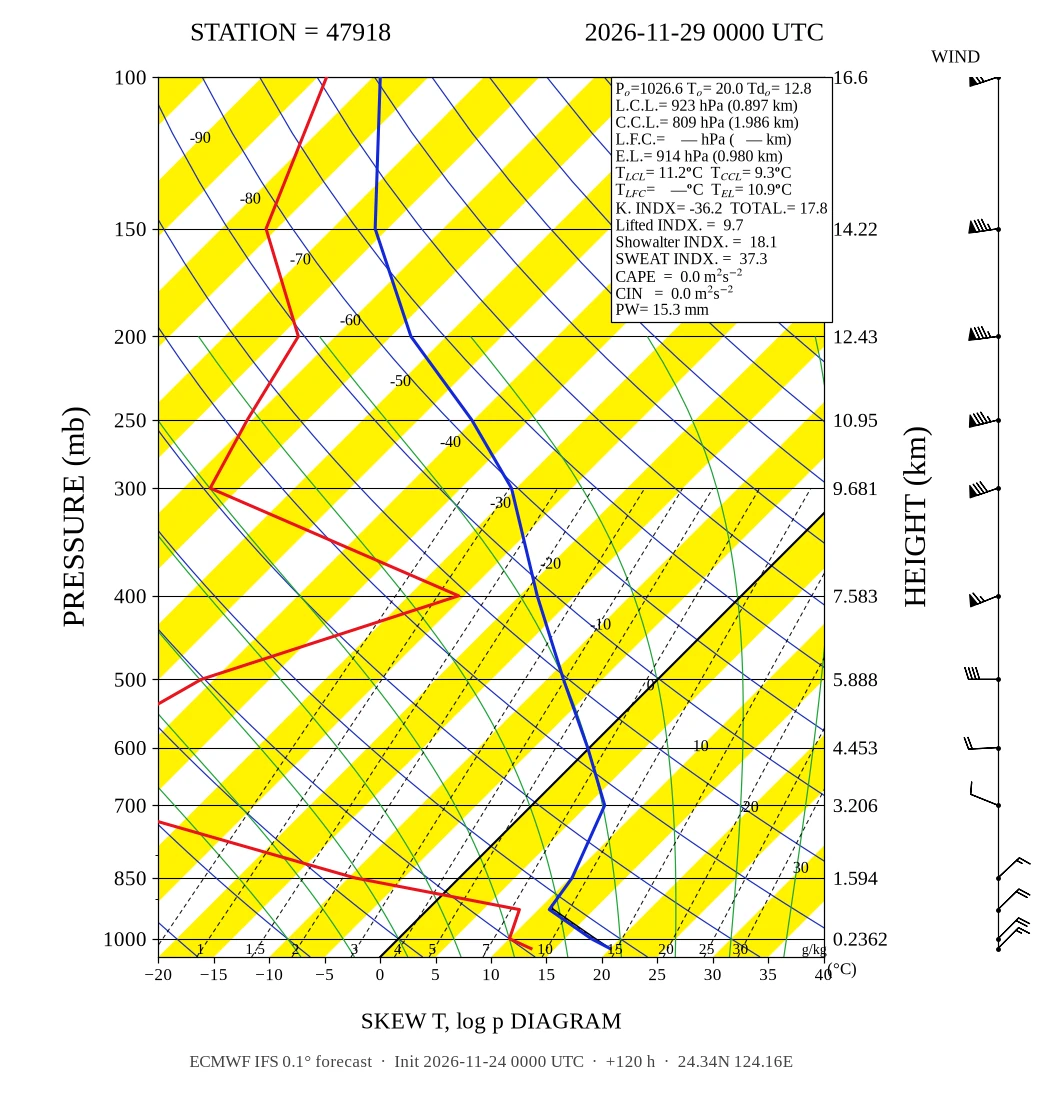 STATION = 47918
2026-11-29 0000 UTC
WIND
100
16.6
Pₒ=1026.6 Tₒ= 20.0 Tdₒ= 12.8
L.C.L.= 923 hPa (0.897 km)
C.C.L.= 809 hPa (1.986 km)
L.F.C.= — hPa ( — km)
E.L.= 914 hPa (0.980 km)
T_LCL= 11.2°C T_CCL= 9.3°C
T_LFC= —°C T_EL= 10.9°C
K. INDX= -36.2 TOTAL.= 17.8
Lifted INDX. = 9.7
Showalter INDX. = 18.1
SWEAT INDX. = 37.3
CAPE = 0.0 m²s⁻²
CIN = 0.0 m²s⁻²
PW= 15.3 mm
-90
-80
150
14.22
-70
-60
200
12.43
-50
250
10.95
-40
300
9.681
-30
-20
400
7.583
-10
500
5.888
0
600
4.453
10
700
3.206
20
850
1.594
30
1000
0.2362
1 1.5 2 3 4 5 7 10 15 20 25 30 g/kg
−20 −15 −10 −5 0 5 10 15 20 25 30 35 40
(°C)
PRESSURE (mb)
HEIGHT (km)
SKEW T, log p DIAGRAM
ECMWF IFS 0.1° forecast · Init 2026-11-24 0000 UTC · +120 h · 24.34N 124.16E